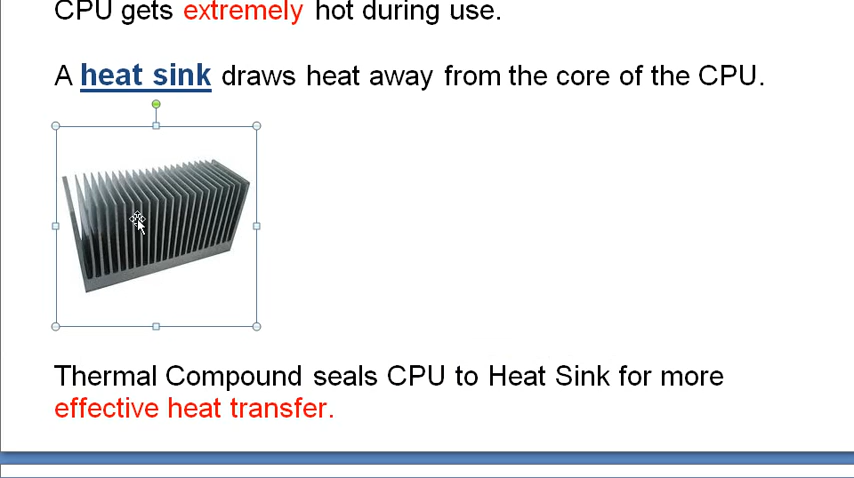 CPU gets extremely hot during use.
A heat sink draws heat away from the core of the CPU.
Thermal Compound seals CPU to Heat Sink for more
effective heat transfer.